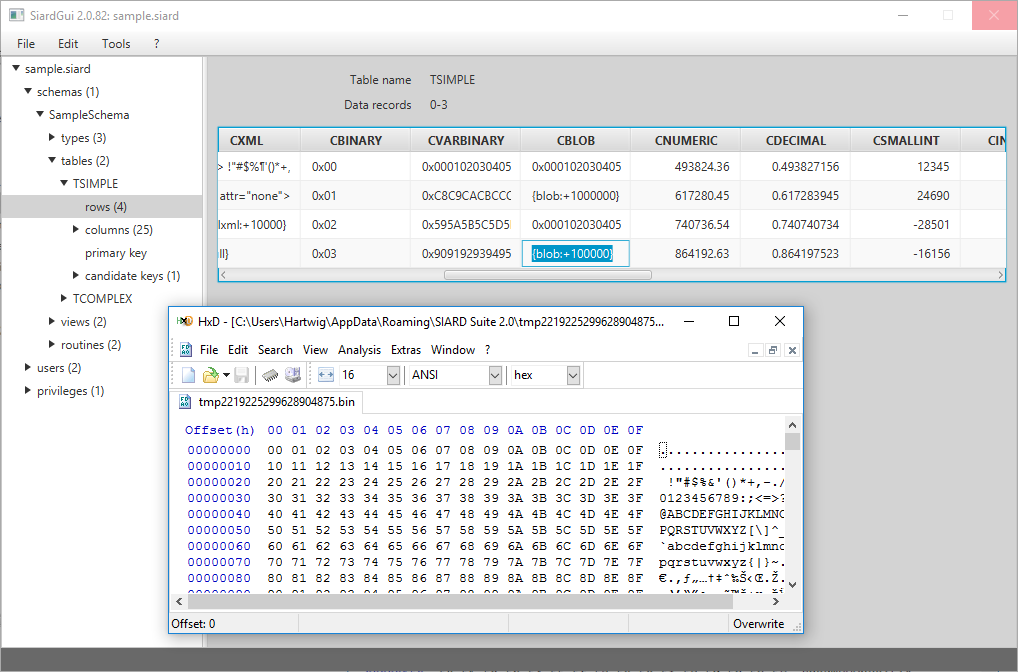 SiardGui 2.0.82: sample.siard
File Edit Tools ?
sample.siard
schemas (1)
SampleSchema
types (3)
tables (2)
TSIMPLE
rows (4)
columns (25)
primary key
candidate keys (1)
TCOMPLEX
views (2)
routines (2)
users (2)
privileges (1)
Table name TSIMPLE
Data records 0-3
CXML CBINARY CVARBINARY CBLOB CNUMERIC CDECIMAL CSMALLINT CIN
> !"#$%¶'()*+, 0x00 0x000102030405 0x000102030405 493824.36 0.493827156 12345
attr="none"> 0x01 0xC8C9CACBCCC {blob:+1000000} 617280.45 0.617283945 24690
lxml:+10000} 0x02 0x595A5B5C5D5I 0x000102030405 740736.54 0.740740734 -28501
ll} 0x03 0x909192939495 {blob:+100000} 864192.63 0.864197523 -16156
HxD - [C:\Users\Hartwig\AppData\Roaming\SIARD Suite 2.0\tmp2219225299628904875...
File Edit Search View Analysis Extras Window ?
16 ANSI hex
tmp2219225299628904875.bin
Offset(h) 00 01 02 03 04 05 06 07 08 09 0A 0B 0C 0D 0E 0F
00000000 00 01 02 03 04 05 06 07 08 09 0A 0B 0C 0D 0E 0F ................
00000010 10 11 12 13 14 15 16 17 18 19 1A 1B 1C 1D 1E 1F ................
00000020 20 21 22 23 24 25 26 27 28 29 2A 2B 2C 2D 2E 2F !"#$%&'()*+,-./
00000030 30 31 32 33 34 35 36 37 38 39 3A 3B 3C 3D 3E 3F 0123456789:;<=>?
00000040 40 41 42 43 44 45 46 47 48 49 4A 4B 4C 4D 4E 4F @ABCDEFGHIJKLMNO
00000050 50 51 52 53 54 55 56 57 58 59 5A 5B 5C 5D 5E 5F PQRSTUVWXYZ[\]^_
00000060 60 61 62 63 64 65 66 67 68 69 6A 6B 6C 6D 6E 6F `abcdefghijklmno
00000070 70 71 72 73 74 75 76 77 78 79 7A 7B 7C 7D 7E 7F pqrstuvwxyz{|}~.
00000080 80 81 82 83 84 85 86 87 88 89 8A 8B 8C 8D 8E 8F €.‚ƒ„…†‡ˆ‰Š‹Œ.Ž.
Offset: 0 Overwrite